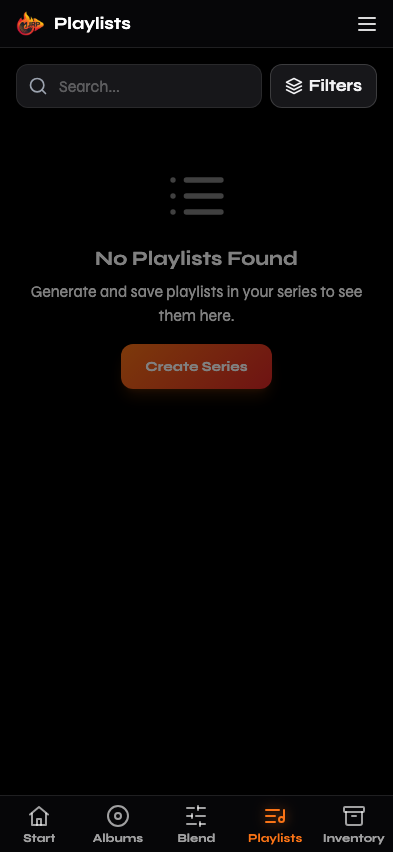 Playlists
Search...
Filters
No Playlists Found
Generate and save playlists in your series to see
them here.
Create Series
Start
Albums
Blend
Playlists
Inventory